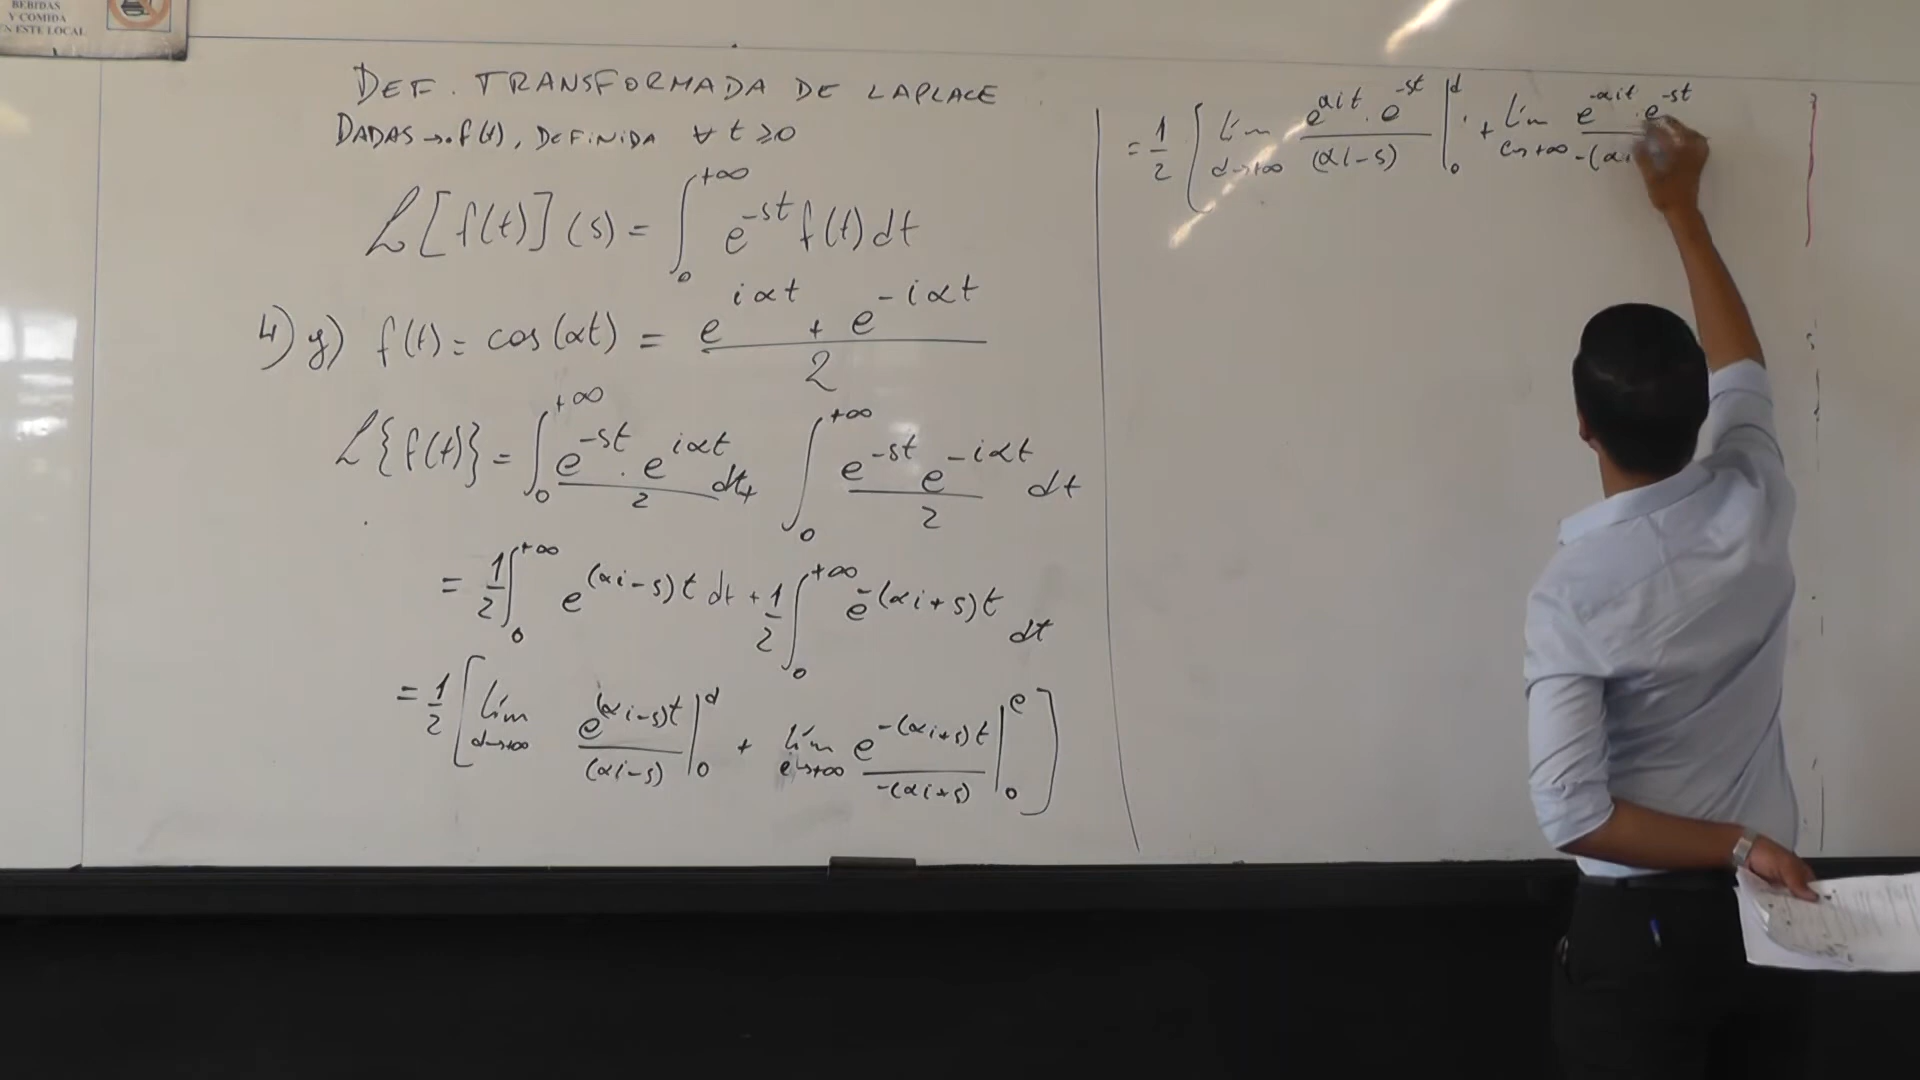 BEBIDAS
Y COMIDA
EN ESTE LOCAL
DEF. TRANSFORMADA DE LAPLACE
DADAS → f(t), DEFINIDA ∀ t ≥ 0
ℒ[f(t)](s) = ∫₀^{+∞} e^{-st} f(t) dt
4) g) f(t) = cos(αt) = (e^{iαt} + e^{-iαt})/2
ℒ{f(t)} = ∫₀^{+∞} (e^{-st} · e^{iαt})/2 dt + ∫₀^{+∞} (e^{-st} e^{-iαt})/2 dt
= 1/2 ∫₀^{+∞} e^{(αi-s)t} dt + 1/2 ∫₀^{+∞} e^{-(αi+s)t} dt
= 1/2 [ lím_{d→+∞} e^{(αi-s)t}/(αi-s) |₀^d + lím_{e→+∞} e^{-(αi+s)t}/-(αi+s) |₀^e ]
= 1/2 [ lím_{d→+∞} (e^{αit} · e^{-st})/(αi-s) |₀^d + lím_{e→+∞} (e^{-αit} · e^{-st})/-(αi